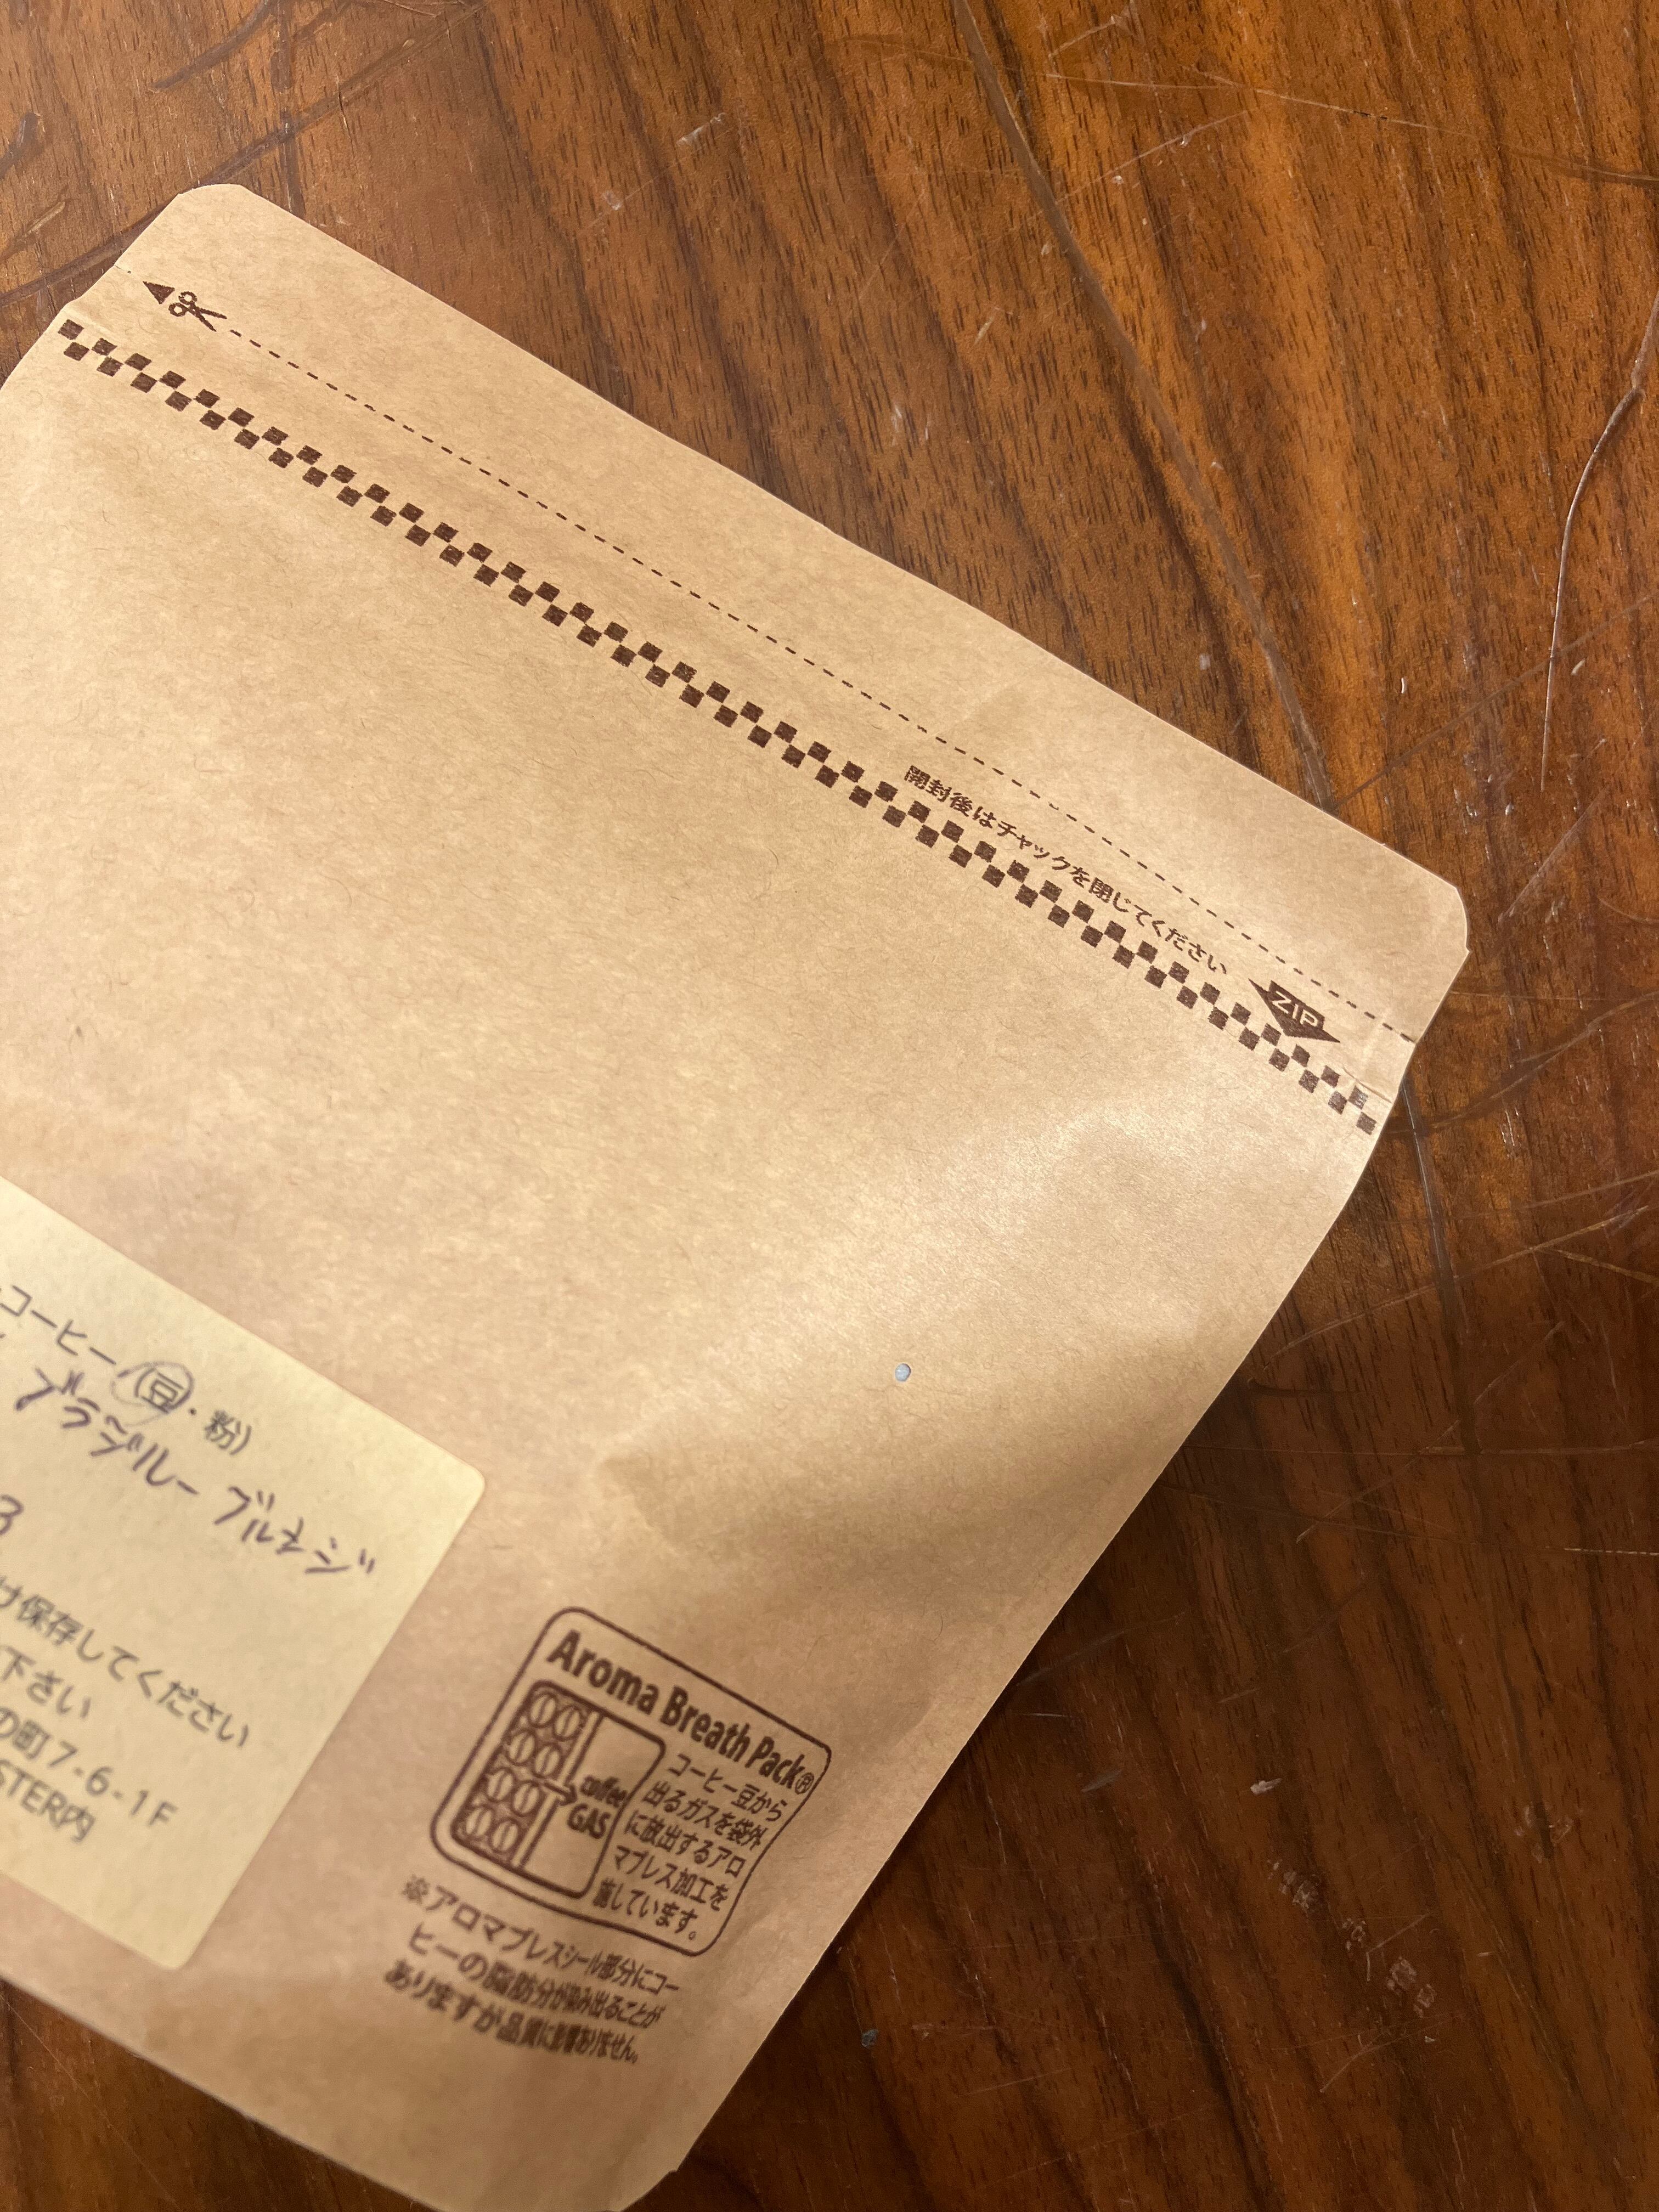 開封後はチャックを閉じてください
ZIP
コーヒー(豆・粉)
ブラジルーブルネジ
3
け保存してください
下さい
の町7-6-1F
STER内
Aroma Breath Pack®
coffee
GAS
コーヒー豆から
出るガスを袋外
に放出するアロ
マブレス加工を
施しています。
※アロマブレスシール部分にコー
ヒーの脂肪分が染み出ることが
ありますが品質に影響ありません。